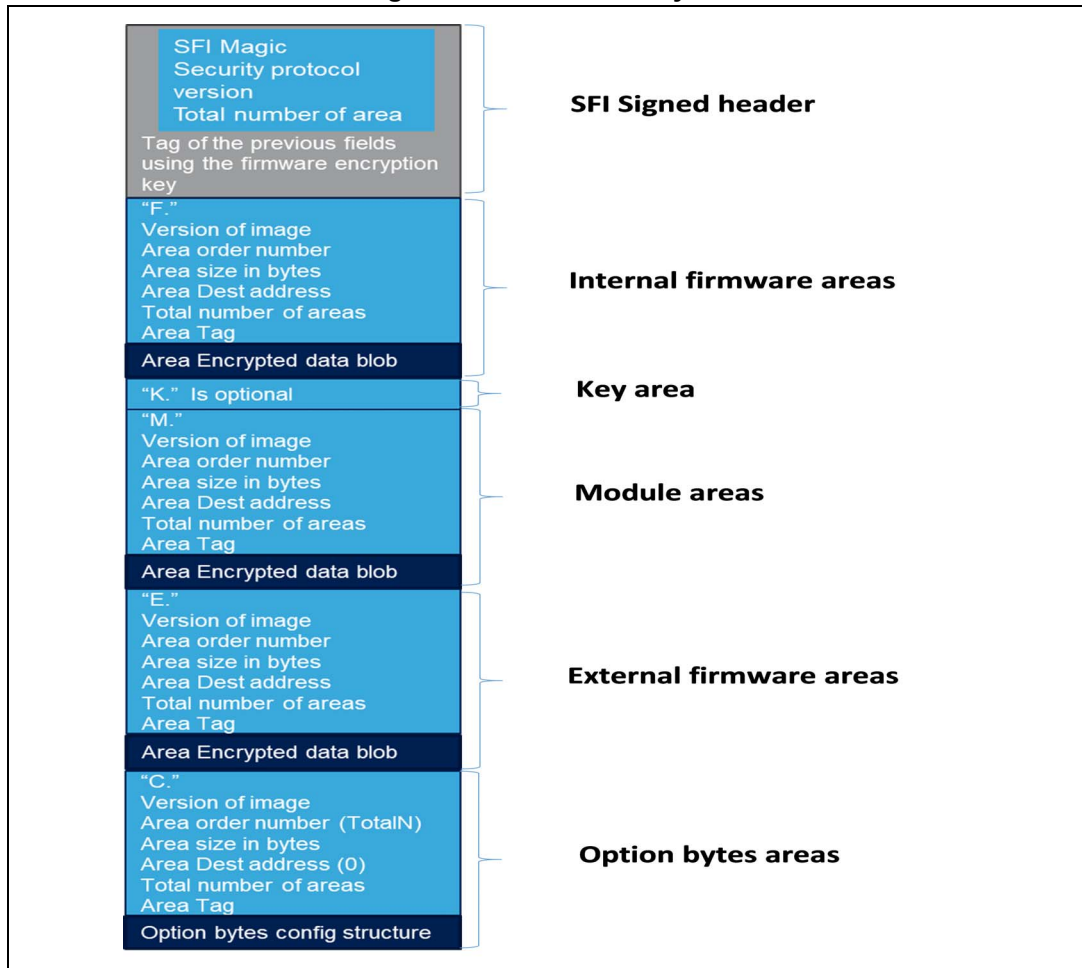 SFI Magic
Security protocol
version
Total number of area
Tag of the previous fields
using the firmware encryption
key
SFI Signed header
“F.”
Version of image
Area order number
Area size in bytes
Area Dest address
Total number of areas
Area Tag
Area Encrypted data blob
Internal firmware areas
“K.” Is optional
Key area
“M.”
Version of image
Area order number
Area size in bytes
Area Dest address
Total number of areas
Area Tag
Area Encrypted data blob
Module areas
“E.”
Version of image
Area order number
Area size in bytes
Area Dest address
Total number of areas
Area Tag
Area Encrypted data blob
External firmware areas
“C.”
Version of image
Area order number (TotalN)
Area size in bytes
Area Dest address (0)
Total number of areas
Area Tag
Option bytes config structure
Option bytes areas